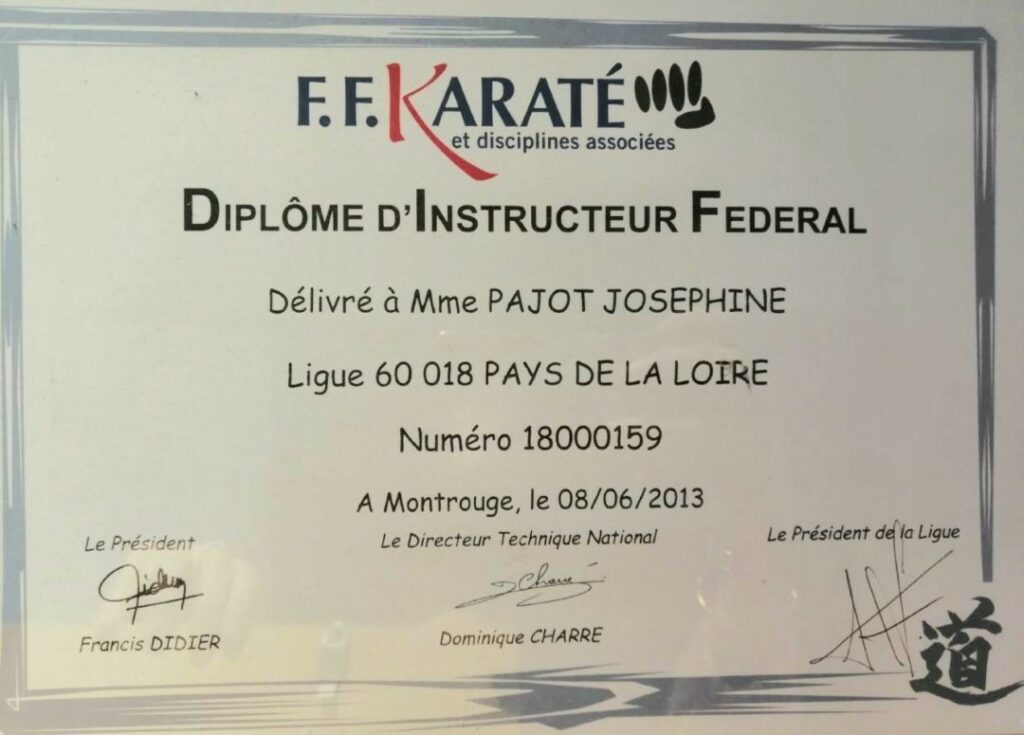 F.F.KARATÉ
et disciplines associées
DIPLÔME D'INSTRUCTEUR FEDERAL
Délivré à Mme PAJOT JOSEPHINE
Ligue 60 018 PAYS DE LA LOIRE
Numéro 18000159
A Montrouge, le 08/06/2013
Le Président
Le Directeur Technique National
Le Président de la Ligue
Francis DIDIER
Dominique CHARRE
道